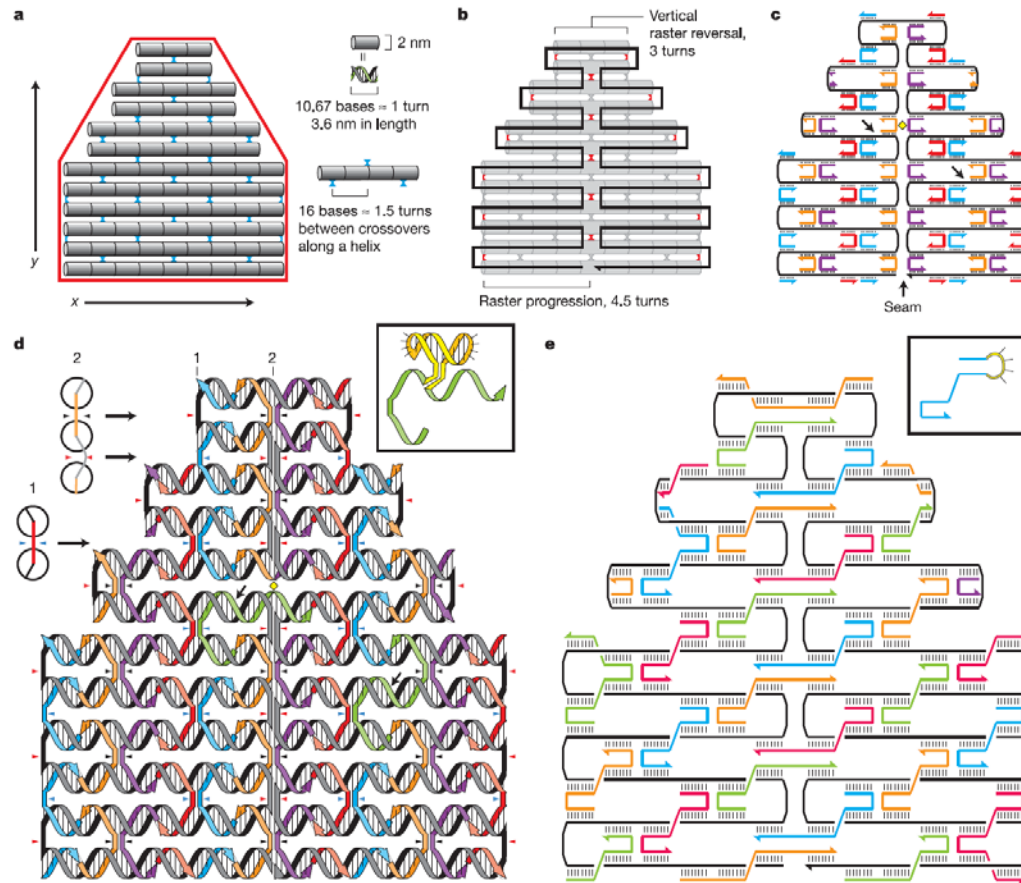 a
2 nm
10.67 bases ≈ 1 turn
3.6 nm in length
16 bases ≈ 1.5 turns
between crossovers
along a helix
y
x
b
Vertical
raster reversal,
3 turns
Raster progression, 4.5 turns
c
Seam
d
2
1
1
2
e